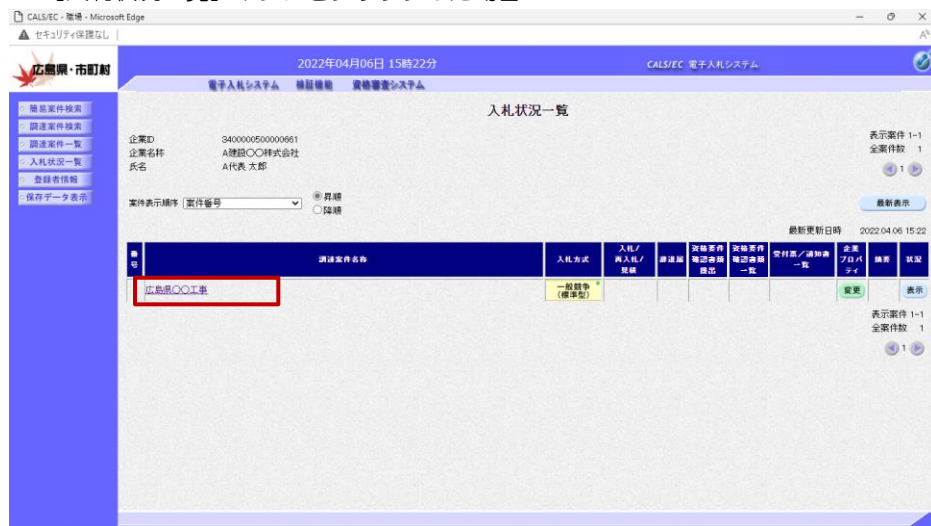 CALS/EC - 職場 - Microsoft Edge
セキュリティ保護なし
広島県・市町村
2022年04月06日 15時22分
CALS/EC 電子入札システム
電子入札システム 検証機能 資格審査システム
簡易案件検索
調達案件検索
調達案件一覧
入札状況一覧
登録者情報
保存データ表示
入札状況一覧
企業ID 3400000500000661
企業名称 A建設〇〇株式会社
氏名 A代表 太郎
表示案件 1-1
全案件数 1
1
案件表示順序 案件番号
昇順
降順
最新表示
最新更新日時 2022.04.06 15:22
番号 調達案件名称 入札方式 入札/再入札/見積 辞退届 資格要件確認書類提出 資格要件確認書類一覧 受付票/通知書一覧 企業プロパティ 摘要 状況
広島県〇〇工事 一般競争(標準型) 変更 表示
表示案件 1-1
全案件数 1
1